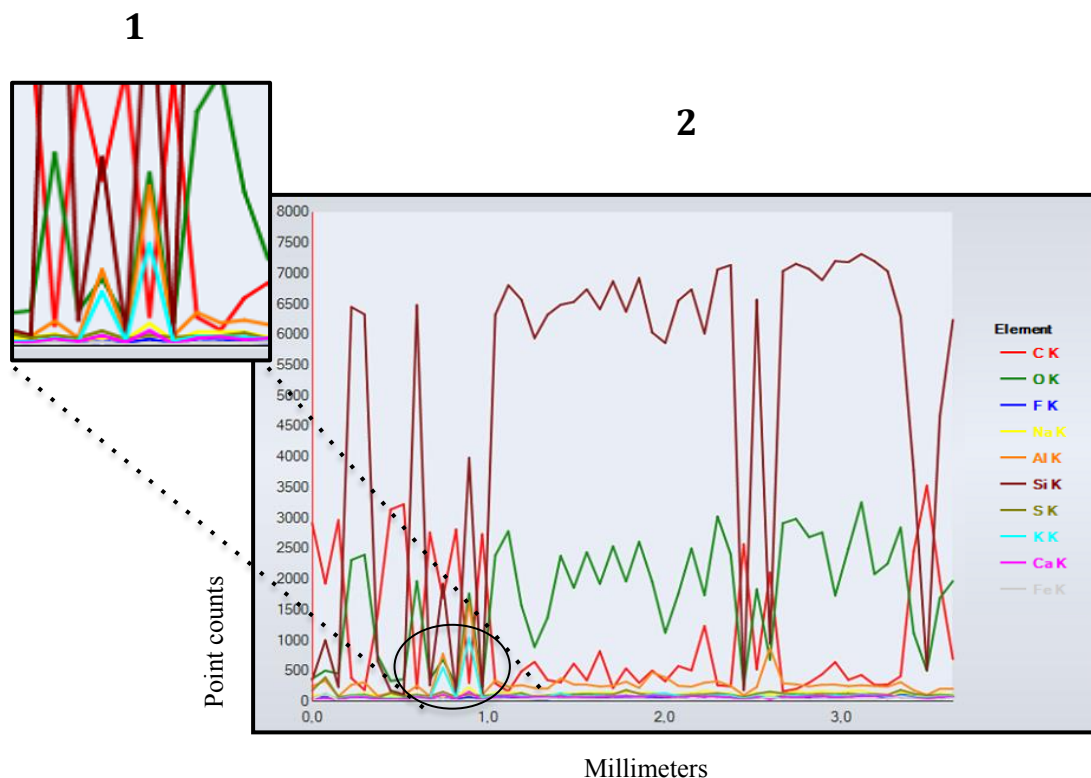 1
2
8000
7500
7000
6500
6000
5500
5000
4500
4000
3500
3000
2500
2000
1500
1000
500
0
0,0
1,0
2,0
3,0
Point counts
Millimeters
Element
C K
O K
F K
Na K
Al K
Si K
S K
K K
Ca K
Fe K